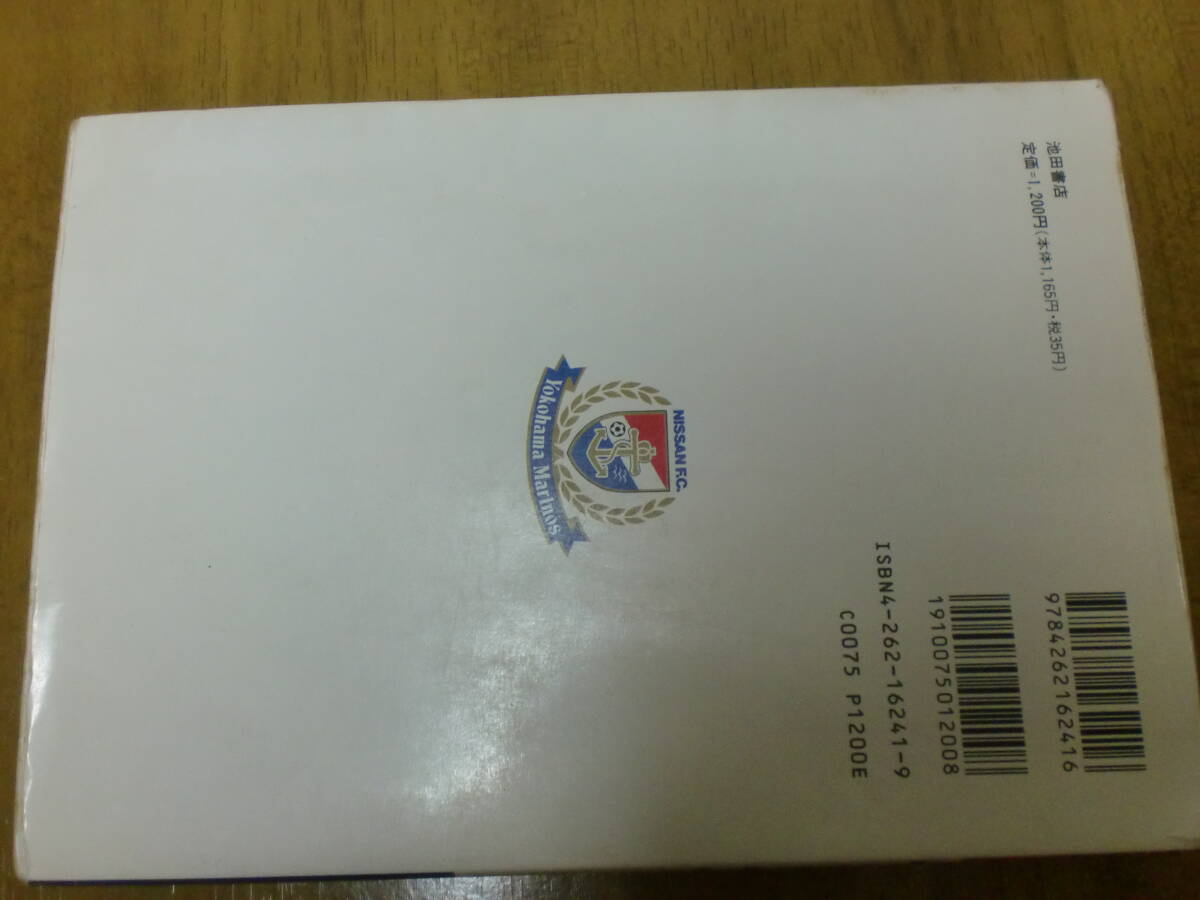 池田書店
定価=1,200円(本体1,165円・税35円)
NISSAN F.C.
Yokohama Marinos
9784262162416
1910075012008
ISBN4-262-16241-9
C0075 P1200E